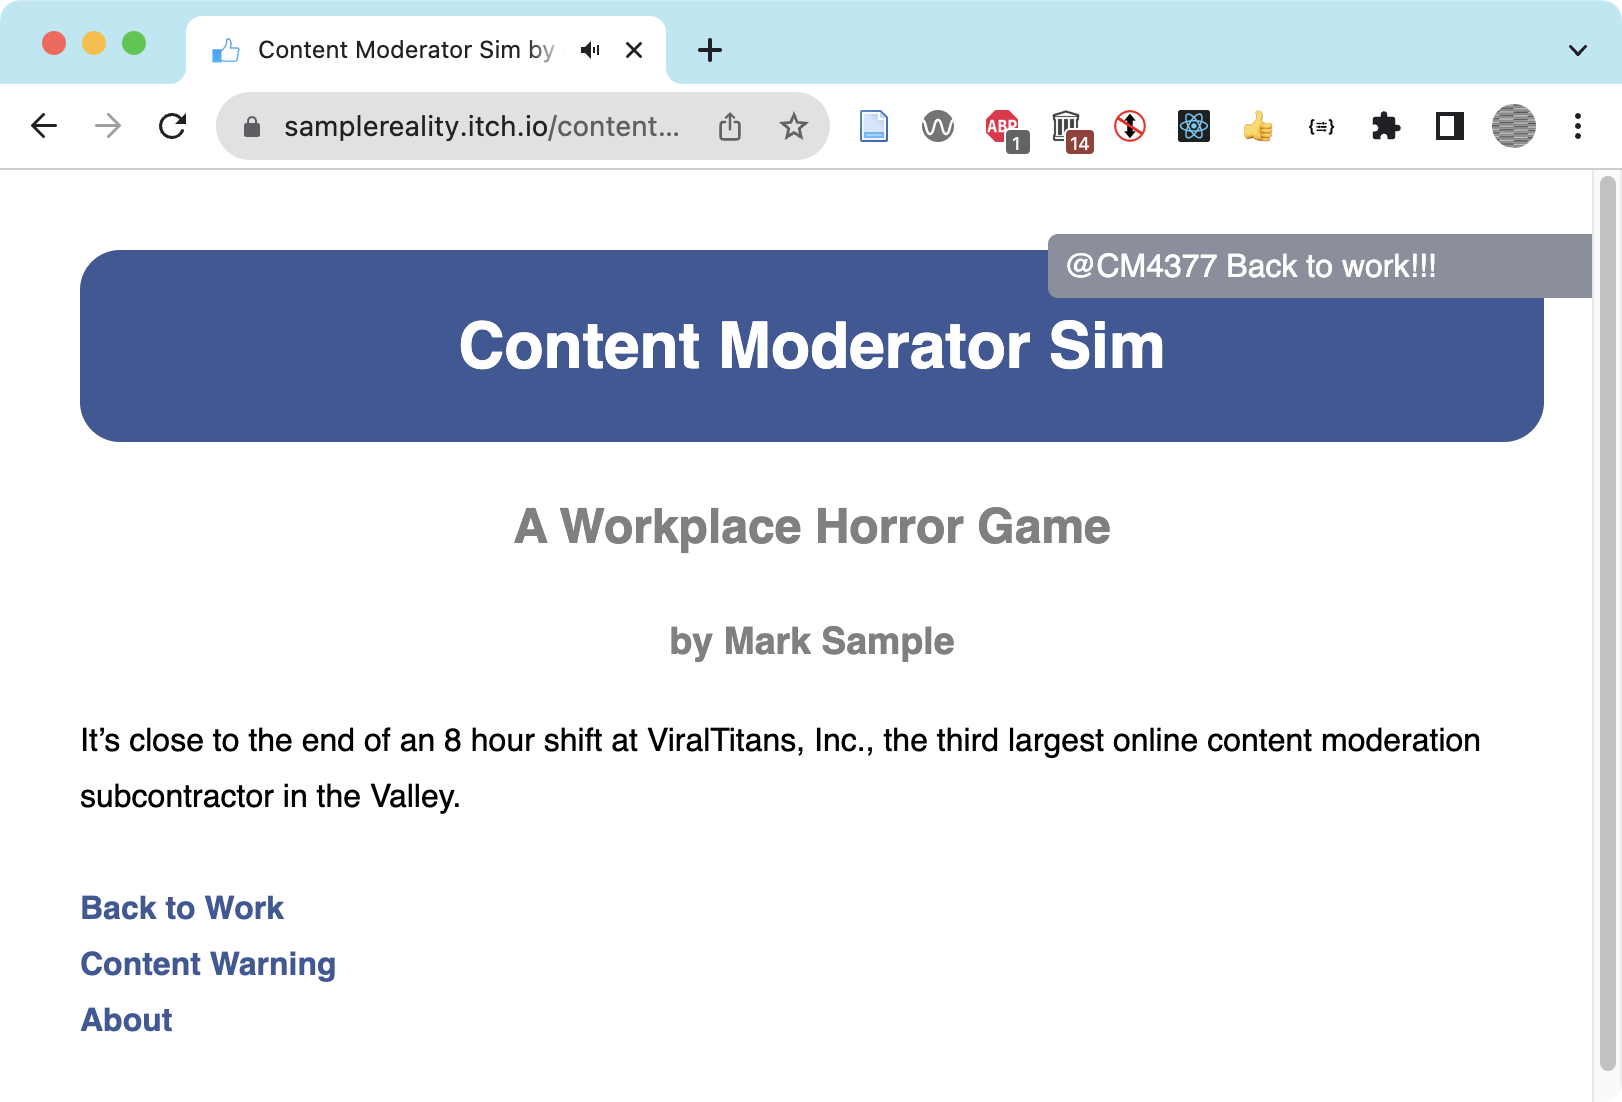 Content Moderator Sim by
samplereality.itch.io/content...
ABP
1
14
@CM4377 Back to work!!!
Content Moderator Sim
A Workplace Horror Game
by Mark Sample
It’s close to the end of an 8 hour shift at ViralTitans, Inc., the third largest online content moderation
subcontractor in the Valley.
Back to Work
Content Warning
About